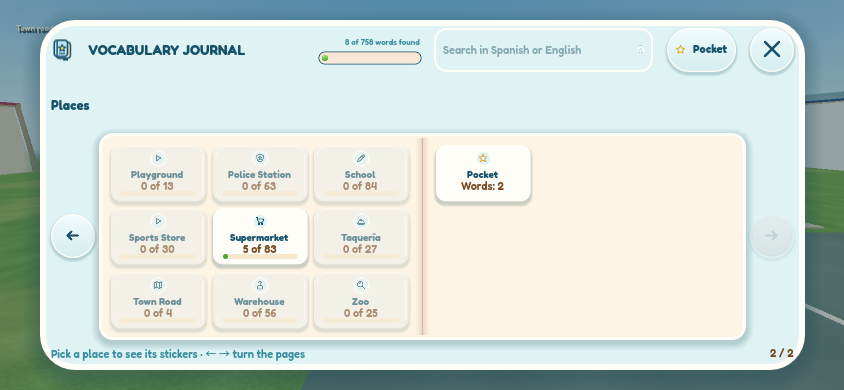 VOCABULARY JOURNAL
8 of 758 words found
Search in Spanish or English
Pocket
Places
Playground
0 of 13
Police Station
0 of 63
School
0 of 84
Pocket
Words: 2
Sports Store
0 of 30
Supermarket
5 of 83
Taquería
0 of 27
Town Road
0 of 4
Warehouse
0 of 56
Zoo
0 of 25
Pick a place to see its stickers · ← → turn the pages
2 / 2